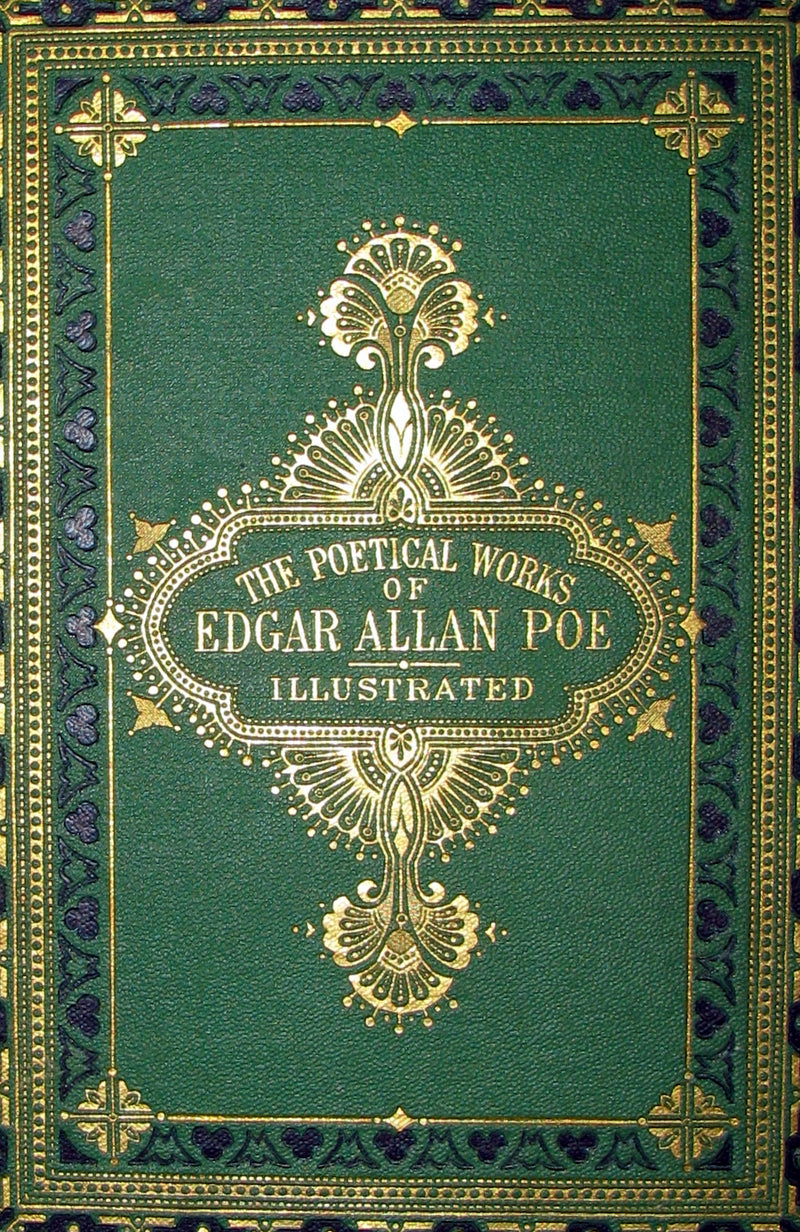 THE POETICAL WORKS
OF
EDGAR ALLAN POE
ILLUSTRATED